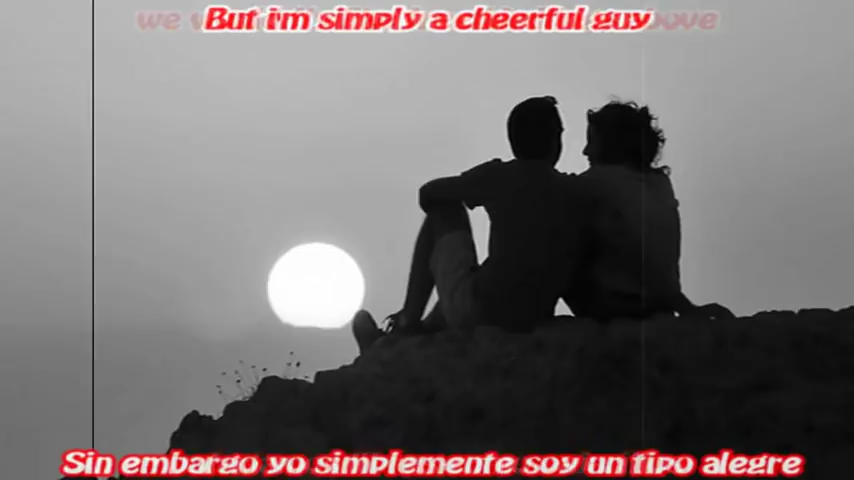 But im simply a cheerful guy
Sin embargo yo simplemente soy un tipo alegre